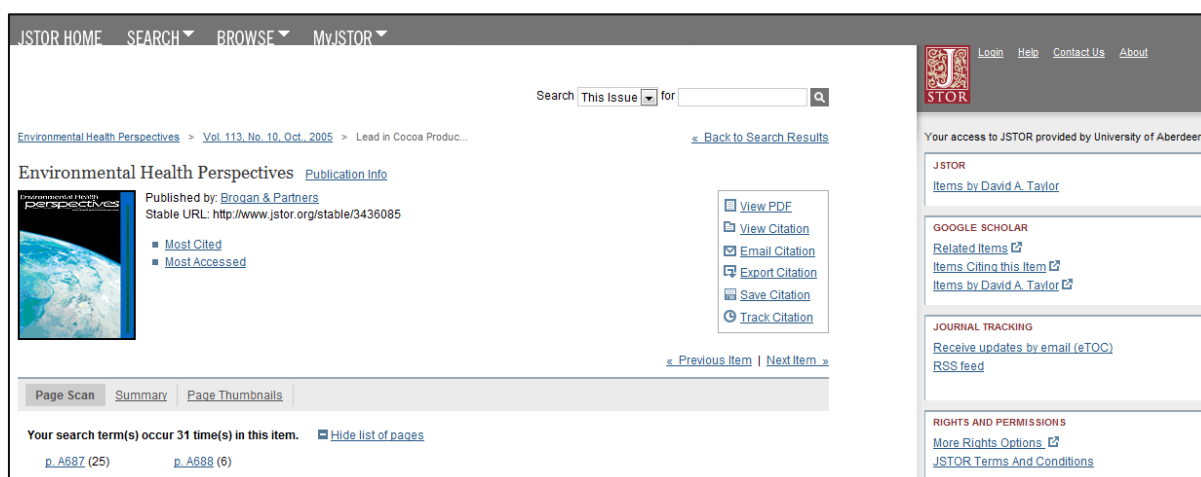 JSTOR HOME SEARCH BROWSE MyJSTOR
Login Help Contact Us About
JSTOR
Search This Issue for
Environmental Health Perspectives > Vol. 113, No. 10, Oct., 2005 > Lead in Cocoa Produc...
« Back to Search Results
Your access to JSTOR provided by University of Aberdeen
Environmental Health Perspectives Publication Info
Environmental Health
perspectives
Published by: Brogan & Partners
Stable URL: http://www.jstor.org/stable/3436085
Most Cited
Most Accessed
View PDF
View Citation
Email Citation
Export Citation
Save Citation
Track Citation
« Previous Item | Next Item »
Page Scan Summary Page Thumbnails
Your search term(s) occur 31 time(s) in this item. Hide list of pages
p. A687 (25) p. A688 (6)
JSTOR
Items by David A. Taylor
GOOGLE SCHOLAR
Related Items
Items Citing this Item
Items by David A. Taylor
JOURNAL TRACKING
Receive updates by email (eTOC)
RSS feed
RIGHTS AND PERMISSIONS
More Rights Options
JSTOR Terms And Conditions